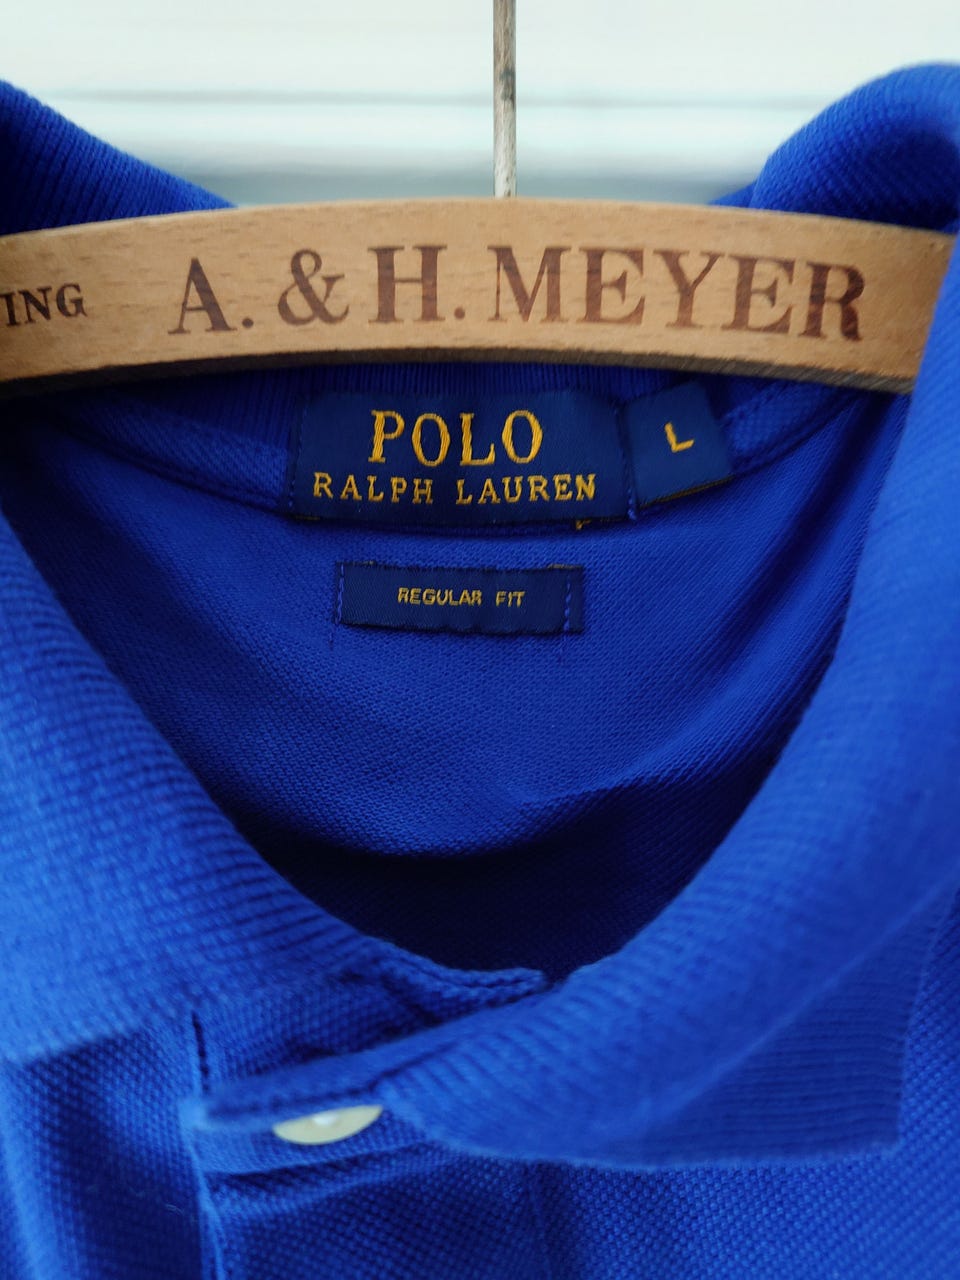 ING A. & H. MEYER
POLO
RALPH LAUREN
L
REGULAR FIT